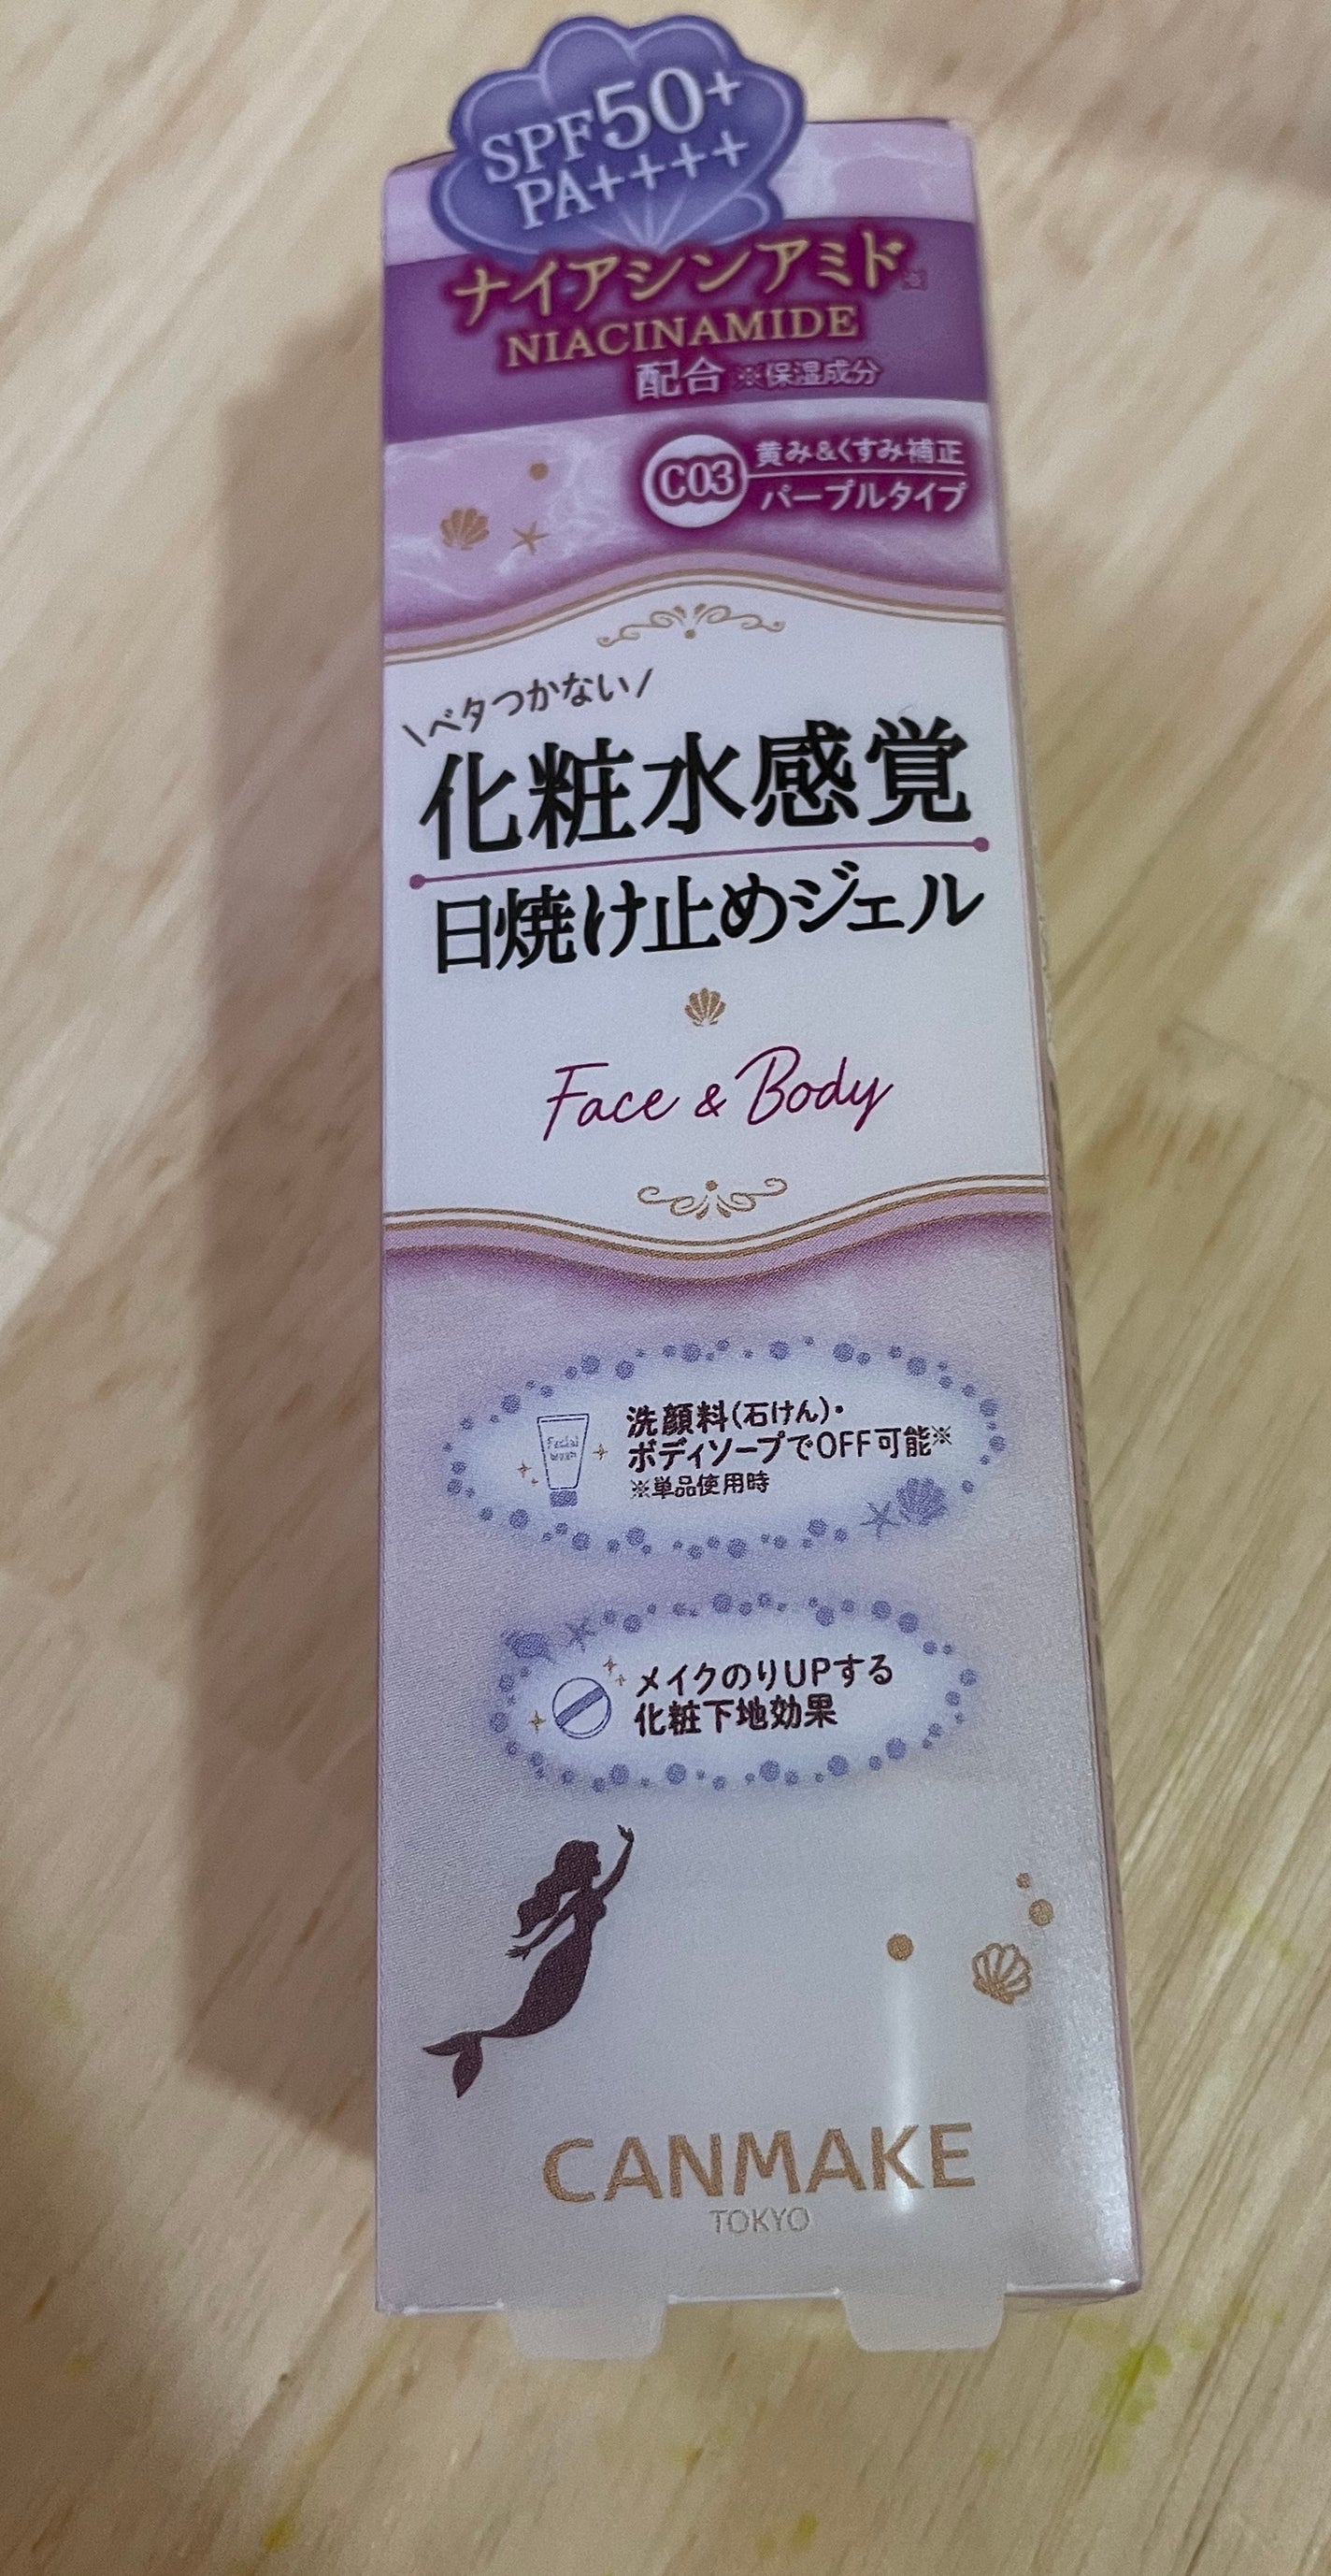 SPF50+
PA++++
ナイアシンアミド※
NIACINAMIDE
配合 ※保湿成分
C03 黄み&くすみ補正
パープルタイプ
\ベタつかない/
化粧水感覚
日焼け止めジェル
Face & Body
Facial
wash
洗顔料(石けん)・
ボディソープでOFF可能※
※単品使用時
メイクのりUPする
化粧下地効果
CANMAKE
TOKYO